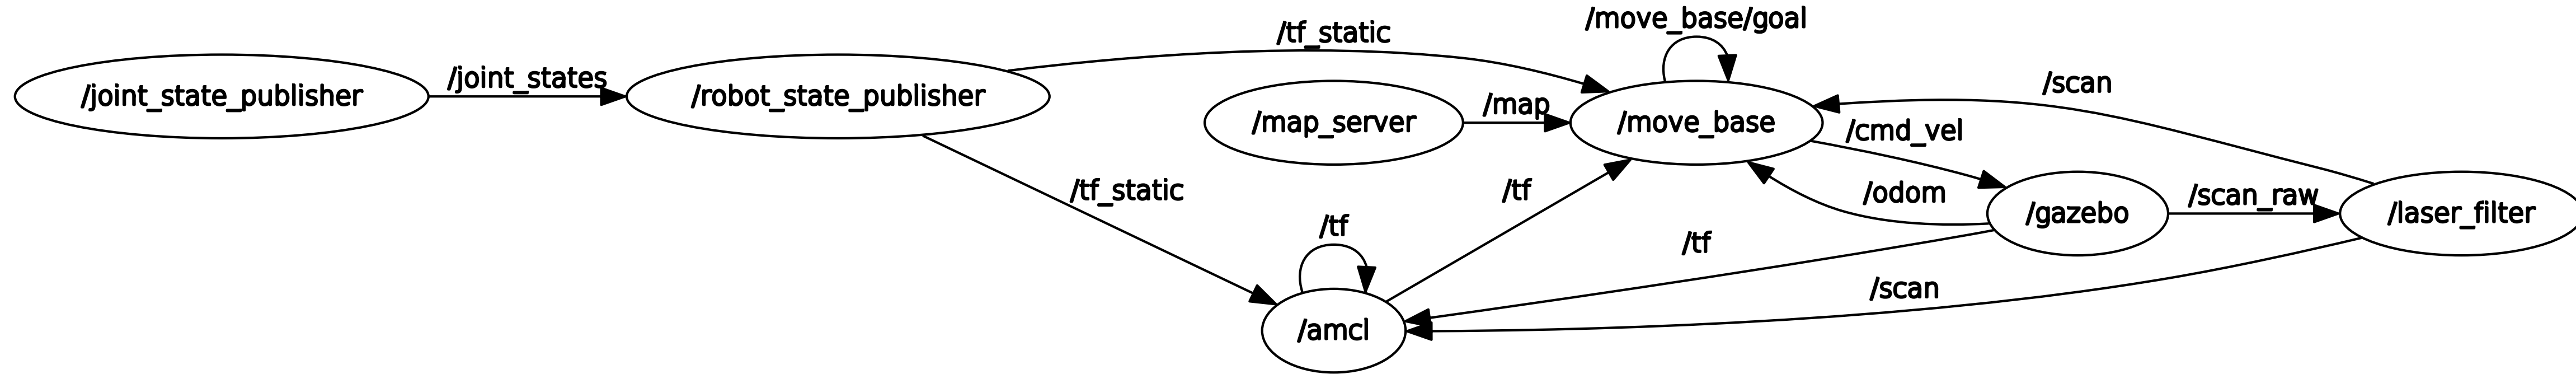 /move_base/goal
/tf_static
/joint_states
/scan
/joint_state_publisher
/robot_state_publisher
/map
/map_server
/move_base
/cmd_vel
/tf_static
/tf
/odom
/scan_raw
/gazebo
/laser_filter
/tf
/tf
/scan
/amcl